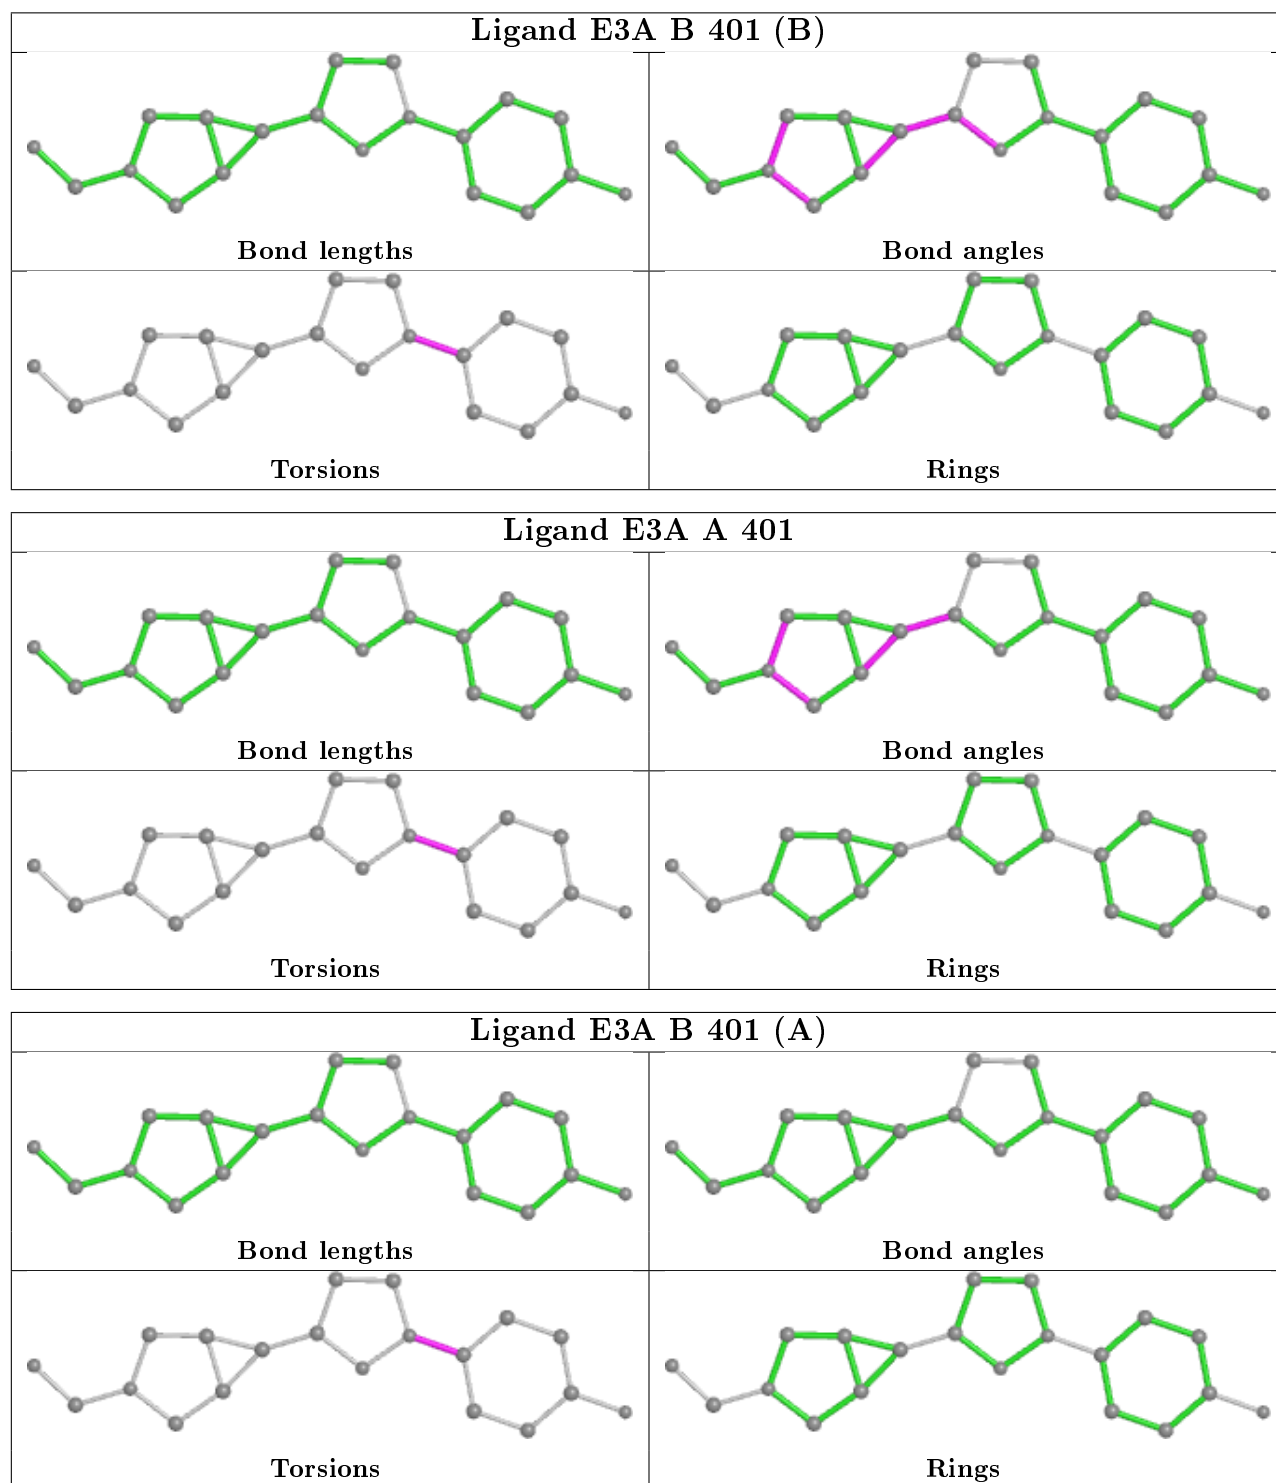 Ligand E3A B 401 (B)
Bond lengths
Bond angles
Torsions
Rings
Ligand E3A A 401
Bond lengths
Bond angles
Torsions
Rings
Ligand E3A B 401 (A)
Bond lengths
Bond angles
Torsions
Rings